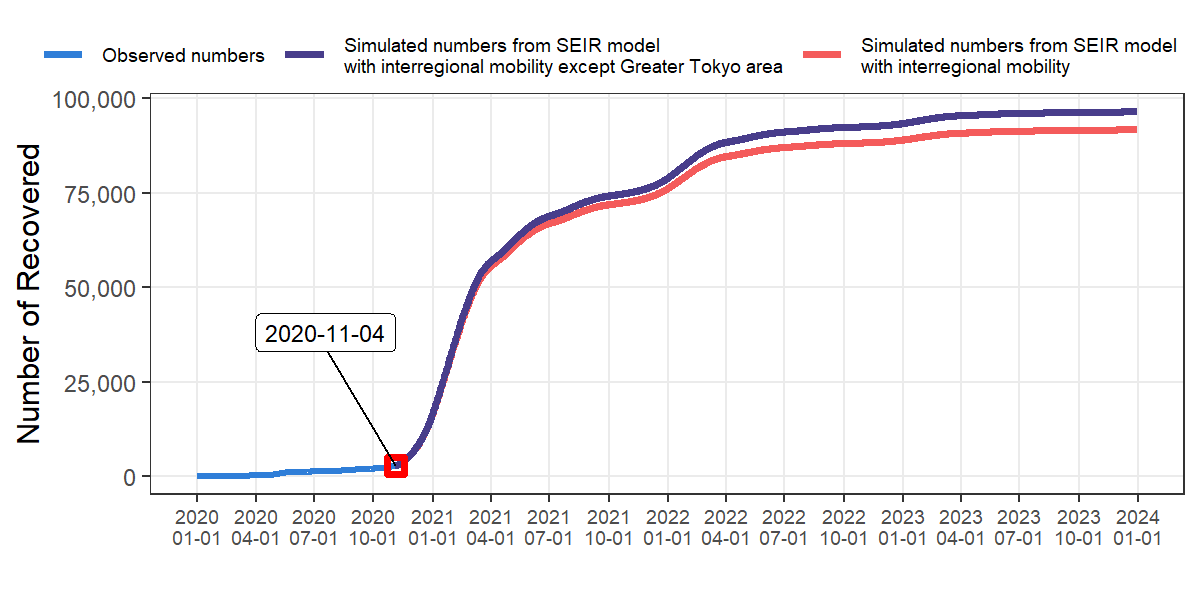 Observed numbers
Simulated numbers from SEIR model
with interregional mobility except Greater Tokyo area
Simulated numbers from SEIR model
with interregional mobility
Number of Recovered
100,000
75,000
50,000
25,000
0
2020-11-04
2020 2020 2020 2020 2021 2021 2021 2021 2022 2022 2022 2022 2023 2023 2023 2023 2024
01-01 04-01 07-01 10-01 01-01 04-01 07-01 10-01 01-01 04-01 07-01 10-01 01-01 04-01 07-01 10-01 01-01